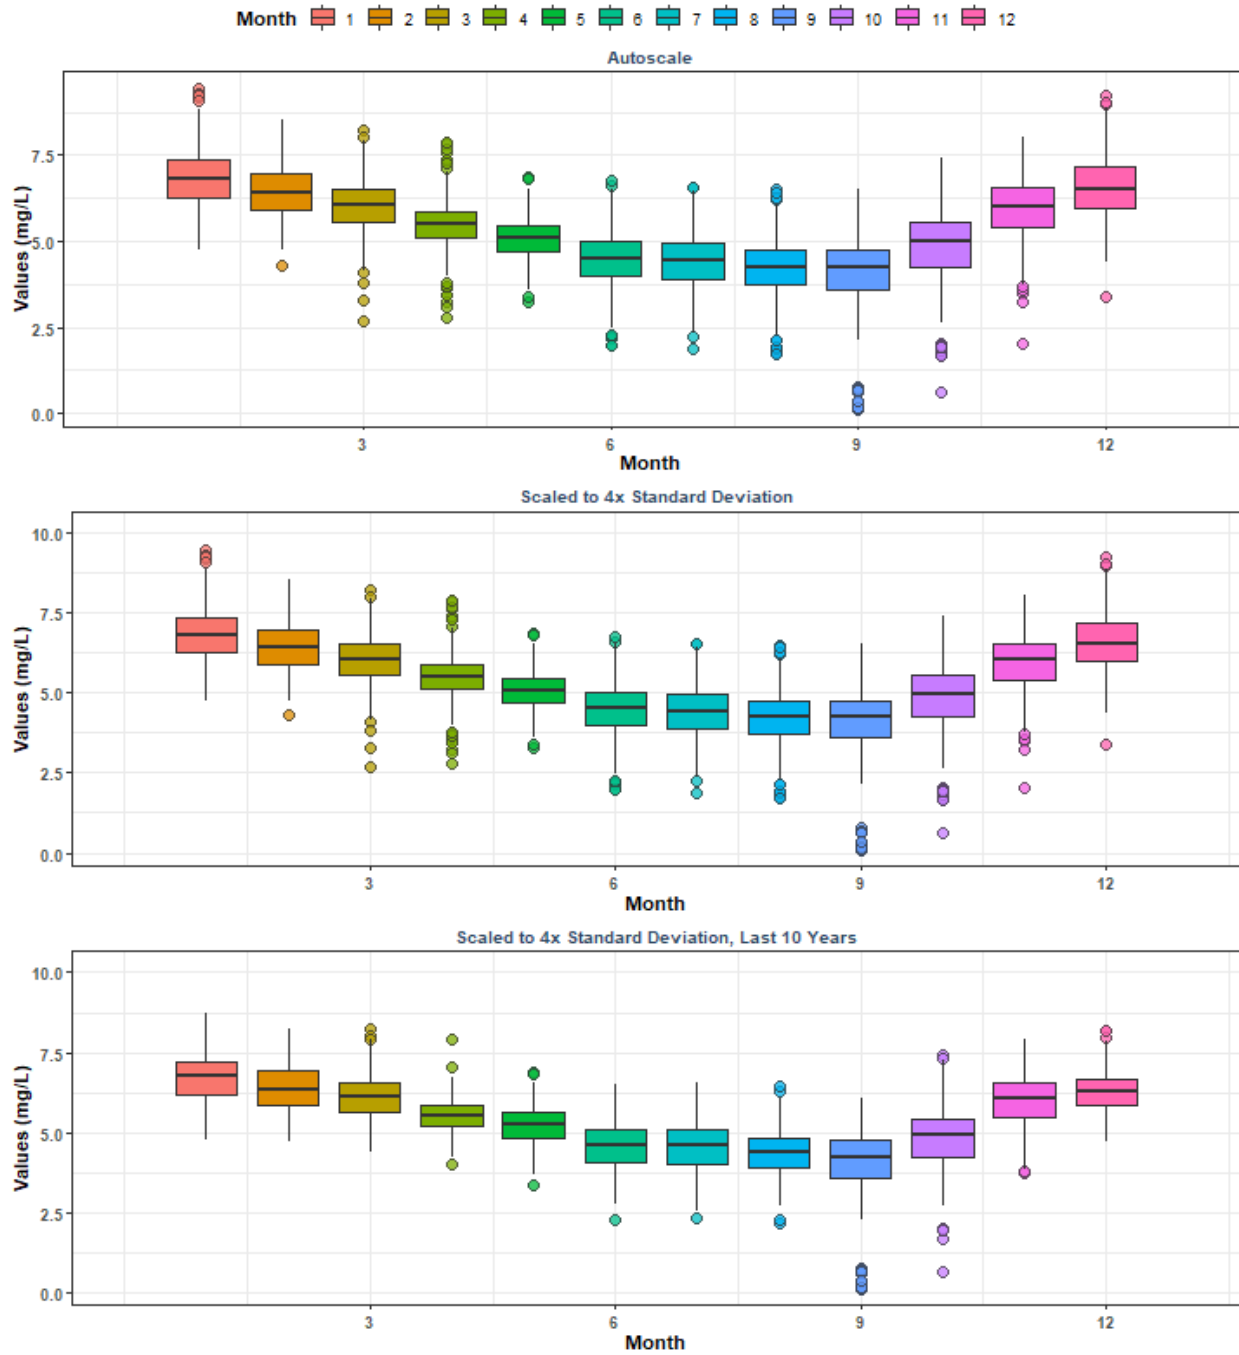 Month 1 2 3 4 5 6 7 8 9 10 11 12
Autoscale
Values (mg/L)
7.5
5.0
2.5
0.0
3 6 9 12
Month
Scaled to 4x Standard Deviation
Values (mg/L)
10.0
7.5
5.0
2.5
0.0
3 6 9 12
Month
Scaled to 4x Standard Deviation, Last 10 Years
Values (mg/L)
10.0
7.5
5.0
2.5
0.0
3 6 9 12
Month